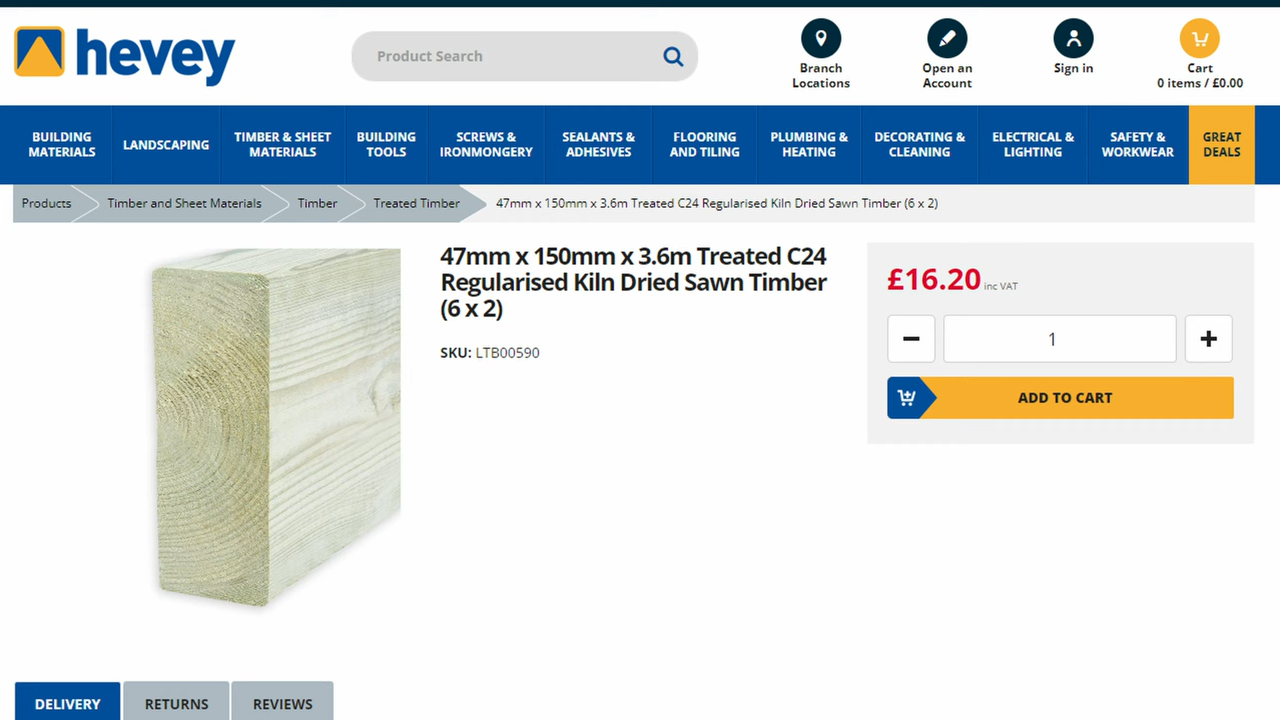 hevey
Product Search
Branch
Locations
Open an
Account
Sign in
Cart
0 items / £0.00
BUILDING
MATERIALS
LANDSCAPING
TIMBER & SHEET
MATERIALS
BUILDING
TOOLS
SCREWS &
IRONMONGERY
SEALANTS &
ADHESIVES
FLOORING
AND TILING
PLUMBING &
HEATING
DECORATING &
CLEANING
ELECTRICAL &
LIGHTING
SAFETY &
WORKWEAR
GREAT
DEALS
Products
Timber and Sheet Materials
Timber
Treated Timber
47mm x 150mm x 3.6m Treated C24 Regularised Kiln Dried Sawn Timber (6 x 2)
47mm x 150mm x 3.6m Treated C24
Regularised Kiln Dried Sawn Timber
(6 x 2)
SKU: LTB00590
£16.20 inc VAT
1
ADD TO CART
DELIVERY
RETURNS
REVIEWS